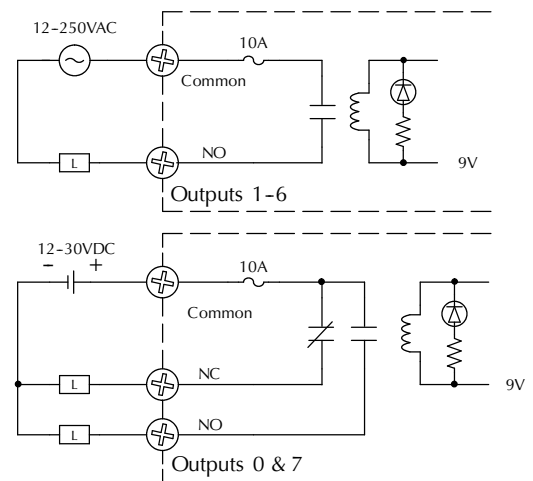 12-250VAC
10A
Common
L
NO
9V
Outputs 1-6
12-30VDC
- +
10A
Common
L
NC
9V
L
NO
Outputs 0 & 7